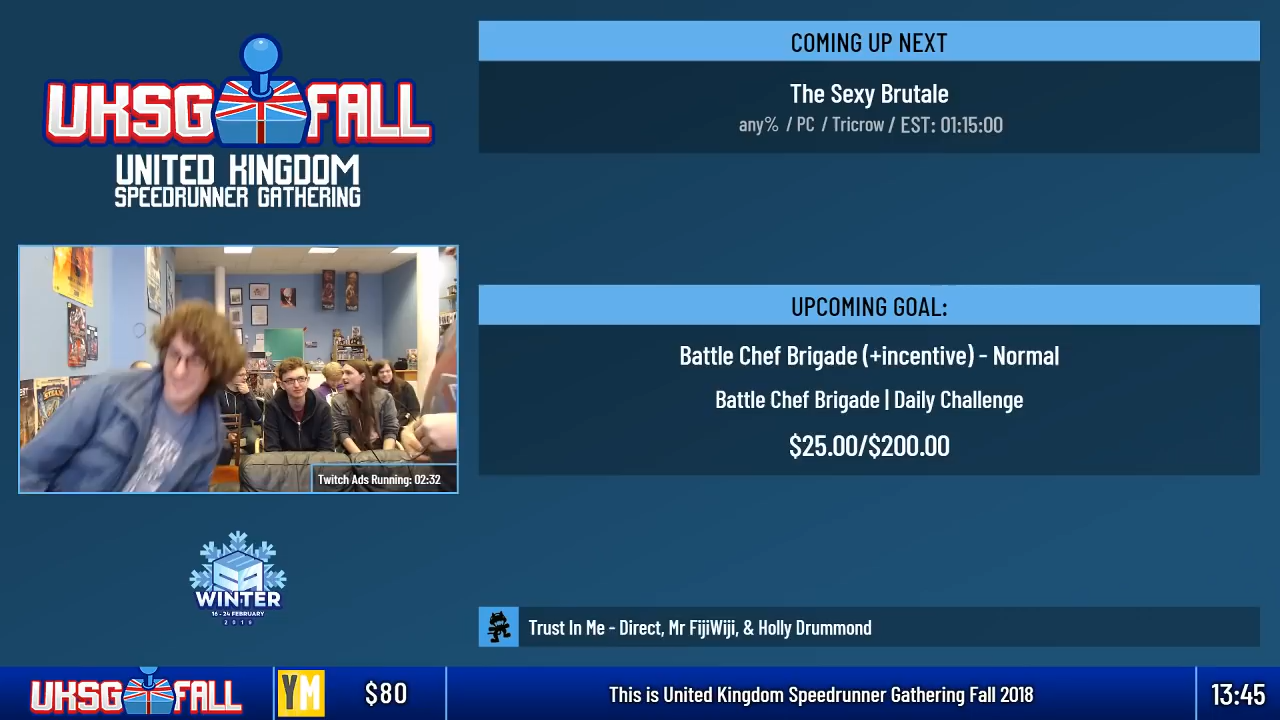 UKSG FALL
UNITED KINGDOM
SPEEDRUNNER GATHERING
COMING UP NEXT
The Sexy Brutale
any% / PC / Tricrow / EST: 01:15:00
UPCOMING GOAL:
Battle Chef Brigade (+incentive) - Normal
Battle Chef Brigade | Daily Challenge
$25.00/$200.00
Twitch Ads Running: 02:32
ESA
WINTER
16 - 24 FEBRUARY
2019
Trust In Me - Direct, Mr FijiWiji, & Holly Drummond
UKSG FALL
YM
$80
This is United Kingdom Speedrunner Gathering Fall 2018
13:45